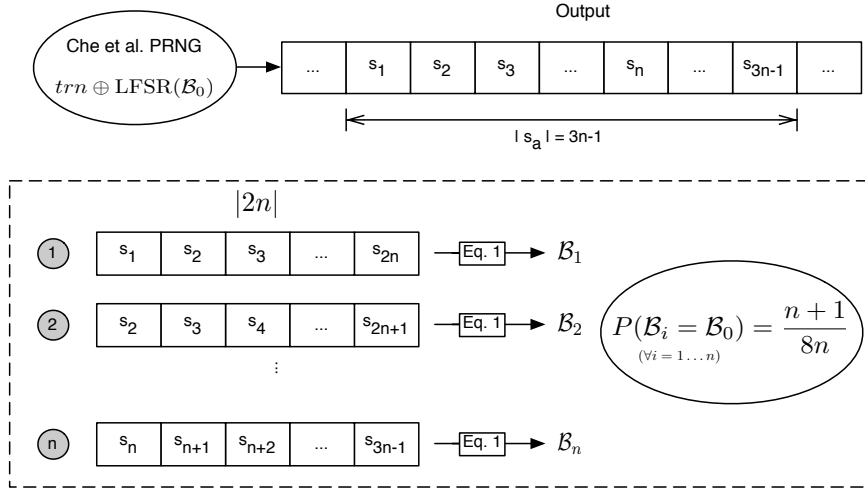 Output
Che et al. PRNG
trn ⊕ LFSR(ℬ₀)
... s₁ s₂ s₃ ... sₙ ... s₃ₙ₋₁ ...
| sₐ | = 3n-1
|2n|
1 s₁ s₂ s₃ ... s₂ₙ Eq. 1 ℬ₁
2 s₂ s₃ s₄ ... s₂ₙ₊₁ Eq. 1 ℬ₂
P(ℬᵢ = ℬ₀) = (n + 1)/(8n)
(∀i = 1…n)
⋮
n sₙ sₙ₊₁ sₙ₊₂ ... s₃ₙ₋₁ Eq. 1 ℬₙ